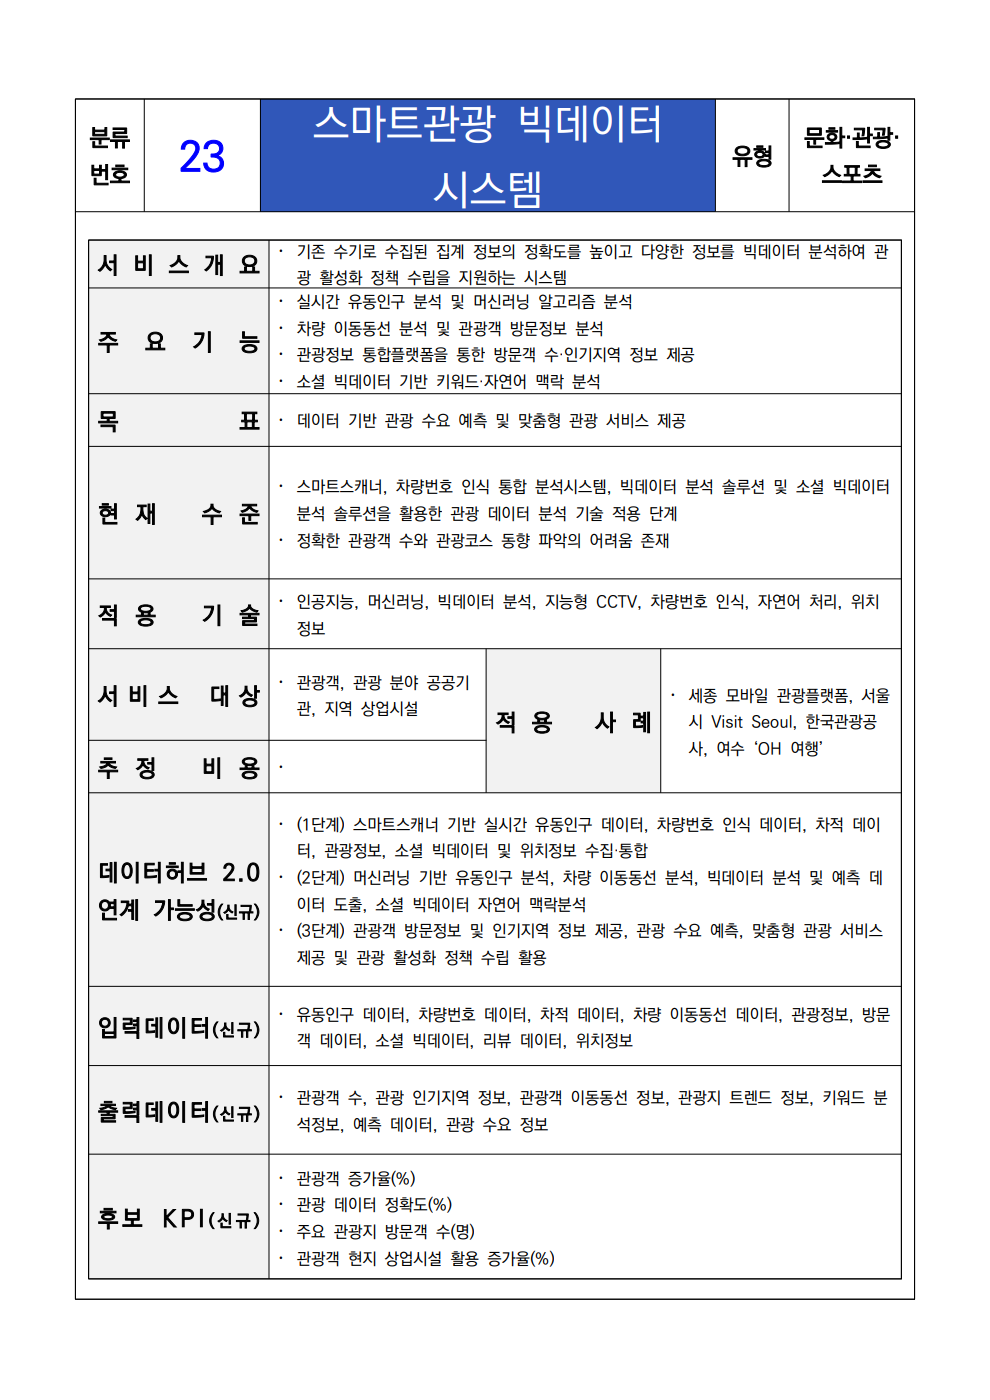 분류
번호
23
스마트관광 빅데이터
시스템
유형
문화·관광·
스포츠
서비스개요
· 기존 수기로 수집된 집계 정보의 정확도를 높이고 다양한 정보를 빅데이터 분석하여 관
광 활성화 정책 수립을 지원하는 시스템
주요기능
· 실시간 유동인구 분석 및 머신러닝 알고리즘 분석
· 차량 이동동선 분석 및 관광객 방문정보 분석
· 관광정보 통합플랫폼을 통한 방문객 수·인기지역 정보 제공
· 소셜 빅데이터 기반 키워드·자연어 맥락 분석
목표
· 데이터 기반 관광 수요 예측 및 맞춤형 관광 서비스 제공
현재 수준
· 스마트스캐너, 차량번호 인식 통합 분석시스템, 빅데이터 분석 솔루션 및 소셜 빅데이터
분석 솔루션을 활용한 관광 데이터 분석 기술 적용 단계
· 정확한 관광객 수와 관광코스 동향 파악의 어려움 존재
적용 기술
· 인공지능, 머신러닝, 빅데이터 분석, 지능형 CCTV, 차량번호 인식, 자연어 처리, 위치
정보
서비스 대상
· 관광객, 관광 분야 공공기
관, 지역 상업시설
적용 사례
· 세종 모바일 관광플랫폼, 서울
시 Visit Seoul, 한국관광공
사, 여수 ‘OH 여행’
추정 비용
·
데이터허브 2.0
연계 가능성(신규)
· (1단계) 스마트스캐너 기반 실시간 유동인구 데이터, 차량번호 인식 데이터, 차적 데이
터, 관광정보, 소셜 빅데이터 및 위치정보 수집·통합
· (2단계) 머신러닝 기반 유동인구 분석, 차량 이동동선 분석, 빅데이터 분석 및 예측 데
이터 도출, 소셜 빅데이터 자연어 맥락분석
· (3단계) 관광객 방문정보 및 인기지역 정보 제공, 관광 수요 예측, 맞춤형 관광 서비스
제공 및 관광 활성화 정책 수립 활용
입력데이터(신규)
· 유동인구 데이터, 차량번호 데이터, 차적 데이터, 차량 이동동선 데이터, 관광정보, 방문
객 데이터, 소셜 빅데이터, 리뷰 데이터, 위치정보
출력데이터(신규)
· 관광객 수, 관광 인기지역 정보, 관광객 이동동선 정보, 관광지 트렌드 정보, 키워드 분
석정보, 예측 데이터, 관광 수요 정보
후보 KPI(신규)
· 관광객 증가율(%)
· 관광 데이터 정확도(%)
· 주요 관광지 방문객 수(명)
· 관광객 현지 상업시설 활용 증가율(%)